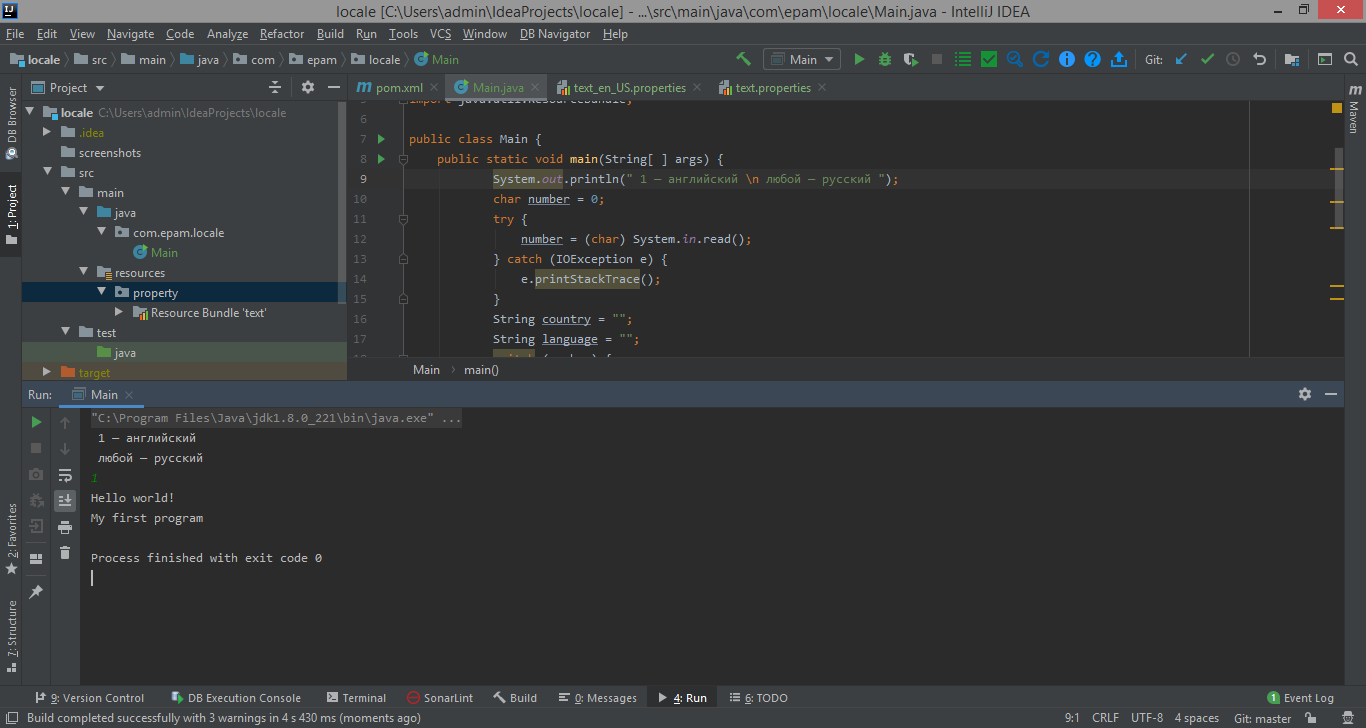 locale [C:\Users\admin\IdeaProjects\locale] - ...\src\main\java\com\epam\locale\Main.java - IntelliJ IDEA
File Edit View Navigate Code Analyze Refactor Build Run Tools VCS Window DB Navigator Help
locale src main java com epam locale Main Main Git:
Project
pom.xml Main.java text_en_US.properties text.properties
DB Browser
1: Project
locale C:\Users\admin\IdeaProjects\locale
.idea
screenshots
src
main
java
com.epam.locale
Main
resources
property
Resource Bundle 'text'
test
java
target
6
7 public class Main {
8 public static void main(String[ ] args) {
9 System.out.println(" 1 — английский \n любой — русский ");
10 char number = 0;
11 try {
12 number = (char) System.in.read();
13 } catch (IOException e) {
14 e.printStackTrace();
15 }
16 String country = "";
17 String language = "";
Main main()
Maven
Run: Main
"C:\Program Files\Java\jdk1.8.0_221\bin\java.exe" ...
1 — английский
любой — русский
1
Hello world!
My first program
Process finished with exit code 0
2: Favorites
7: Structure
9: Version Control DB Execution Console Terminal SonarLint Build 0: Messages 4: Run 6: TODO 1 Event Log
Build completed successfully with 3 warnings in 4 s 430 ms (moments ago) 9:1 CRLF UTF-8 4 spaces Git: master